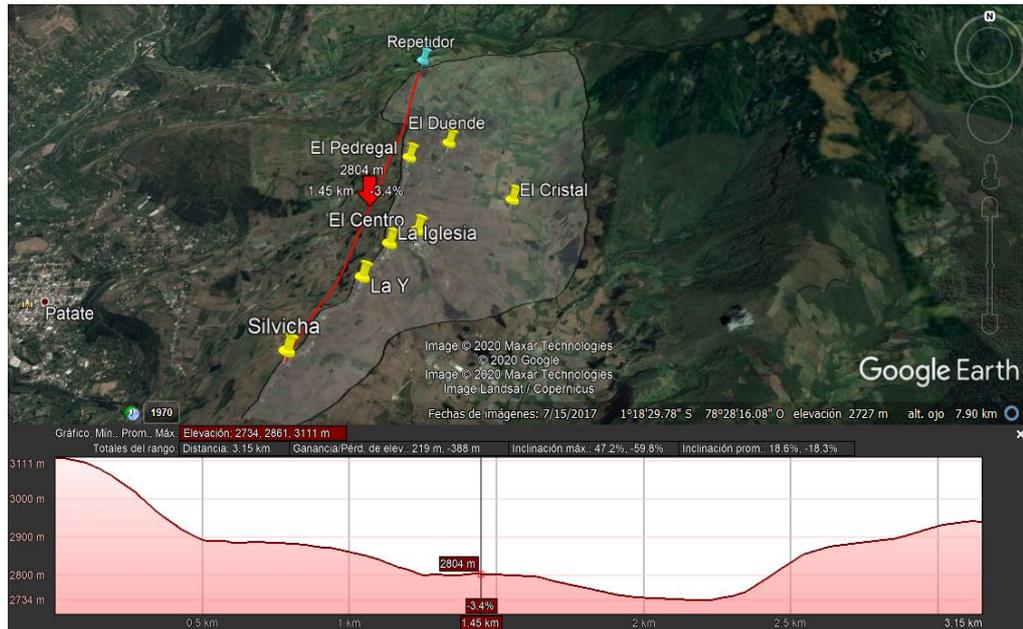 N
Repetidor
El Duende
El Pedregal
2804 m
1.45 km -3.4%
El Cristal
El Centro
La Iglesia
La Y
Patate
Silvicha
Image © 2020 Maxar Technologies
© 2020 Google
Image © 2020 Maxar Technologies
Image Landsat / Copernicus
Google Earth
1970
Fechas de imágenes: 7/15/2017 1°18'29.78" S 78°28'16.08" O elevación 2727 m alt. ojo 7.90 km
Gráfico: Mín., Prom., Máx. Elevación: 2734, 2861, 3111 m
Totales del rango: Distancia: 3.15 km Ganancia/Pérd. de elev.: 219 m, -388 m Inclinación máx.: 47.2%, -59.8% Inclinación prom.: 18.6%, -18.3%
3111 m
3000 m
2900 m
2800 m
2734 m
2804 m
-3.4%
0.5 km 1 km 1.45 km 2 km 2.5 km 3.15 km